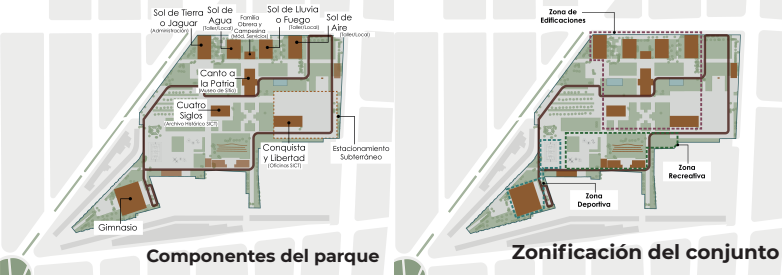 Sol de Tierra
o Jaguar
(Administración)
Sol de
Agua
(Taller/Local)
Familia
Obrera y
Campesina
(Mod. Servicios)
Sol de Lluvia
o Fuego
(Taller/Local)
Sol de
Aire
(Taller/Local)
Canto a
la Patria
(Museo de Sitio)
Cuatro
Siglos
(Archivo Histórico SICT)
Conquista
y Libertad
(Oficinas SICT)
Estacionamiento
Subterráneo
Gimnasio
Componentes del parque
Zona de
Edificaciones
Zona
Recreativa
Zona
Deportiva
Zonificación del conjunto